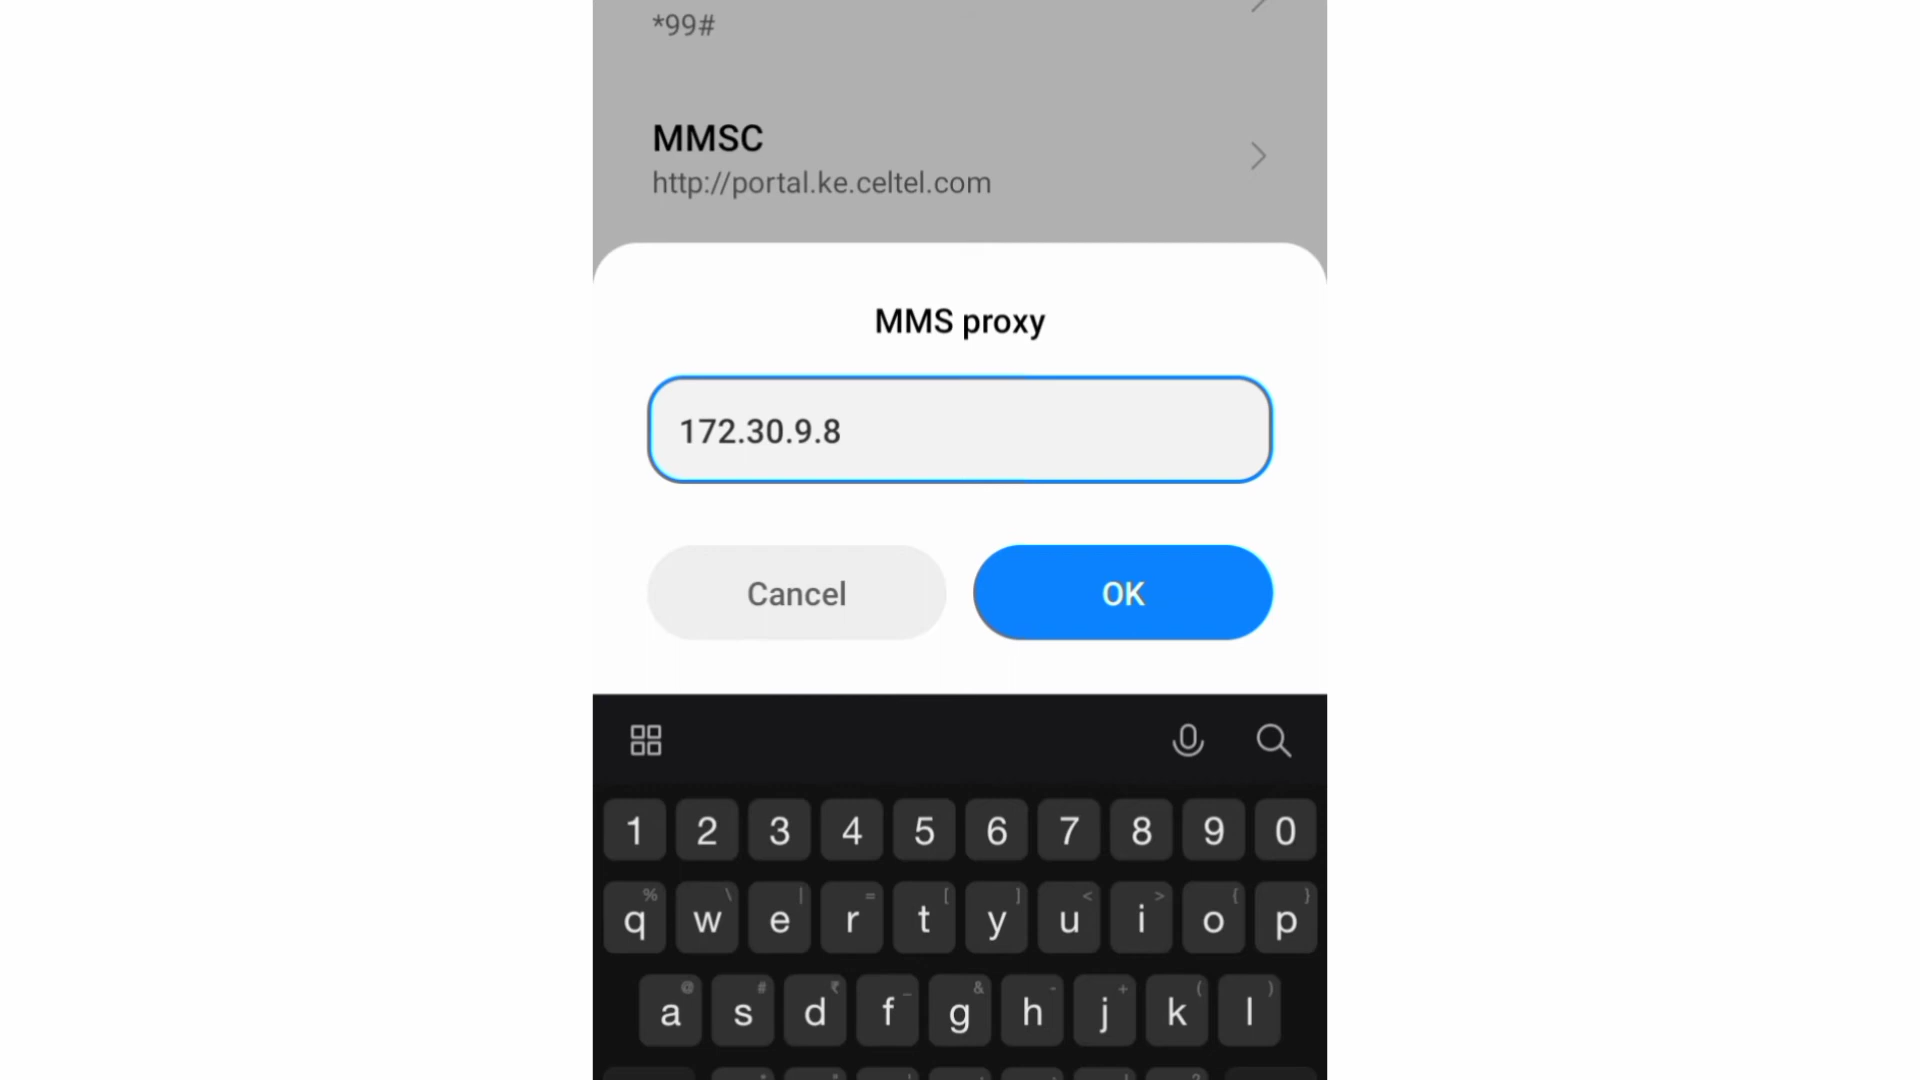 *99#
MMSC
http://portal.ke.celtel.com
MMS proxy
172.30.9.8
Cancel OK
1 2 3 4 5 6 7 8 9 0
% \ | = [ ] < > { }
q w e r t y u i o p
@ # ₹ _ & - + ( )
a s d f g h j k l